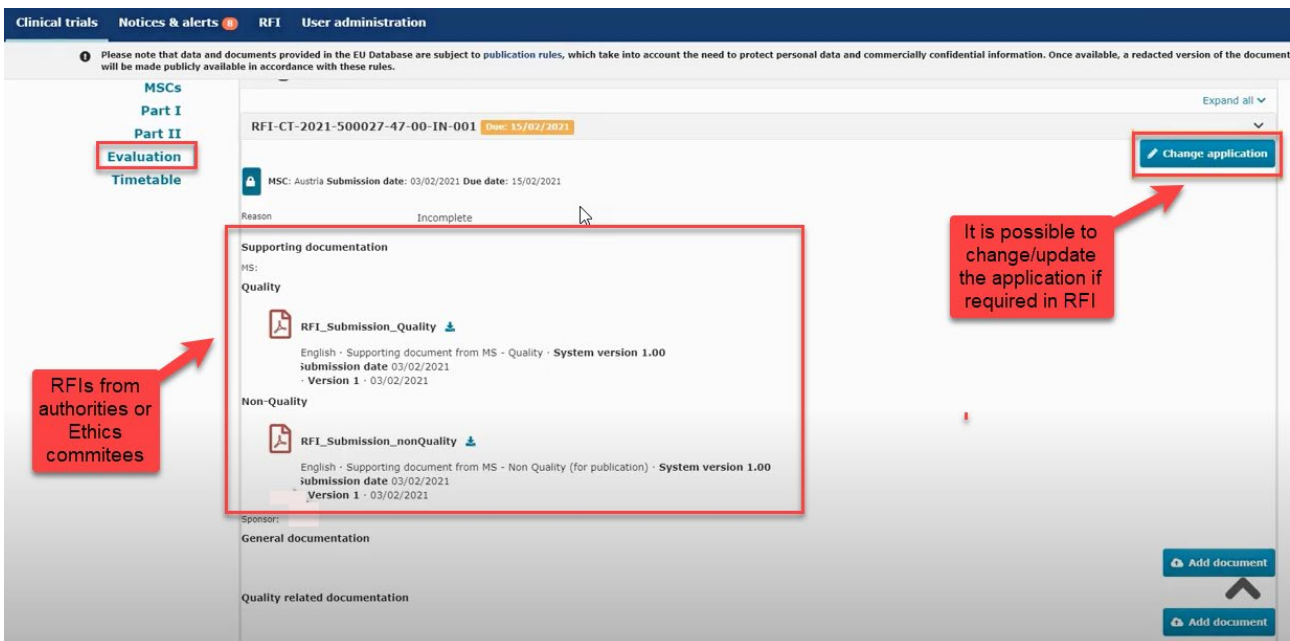 Clinical trials Notices & alerts 8 RFI User administration
Please note that data and documents provided in the EU Database are subject to publication rules, which take into account the need to protect personal data and commercially confidential information. Once available, a redacted version of the document
will be made publicly available in accordance with these rules.
MSCs
Part I
Part II
Evaluation
Timetable
Expand all
RFI-CT-2021-500027-47-00-IN-001 Due: 15/02/2021
Change application
MSC: Austria Submission date: 03/02/2021 Due date: 15/02/2021
Reason Incomplete
Supporting documentation
MS:
Quality
RFI_Submission_Quality
English · Supporting document from MS - Quality · System version 1.00
Submission date 03/02/2021
· Version 1 · 03/02/2021
Non-Quality
RFI_Submission_nonQuality
English · Supporting document from MS - Non Quality (for publication) · System version 1.00
Submission date 03/02/2021
Version 1 · 03/02/2021
Sponsor:
General documentation
Add document
Quality related documentation
Add document
RFIs from
authorities or
Ethics
commitees
It is possible to
change/update
the application if
required in RFI